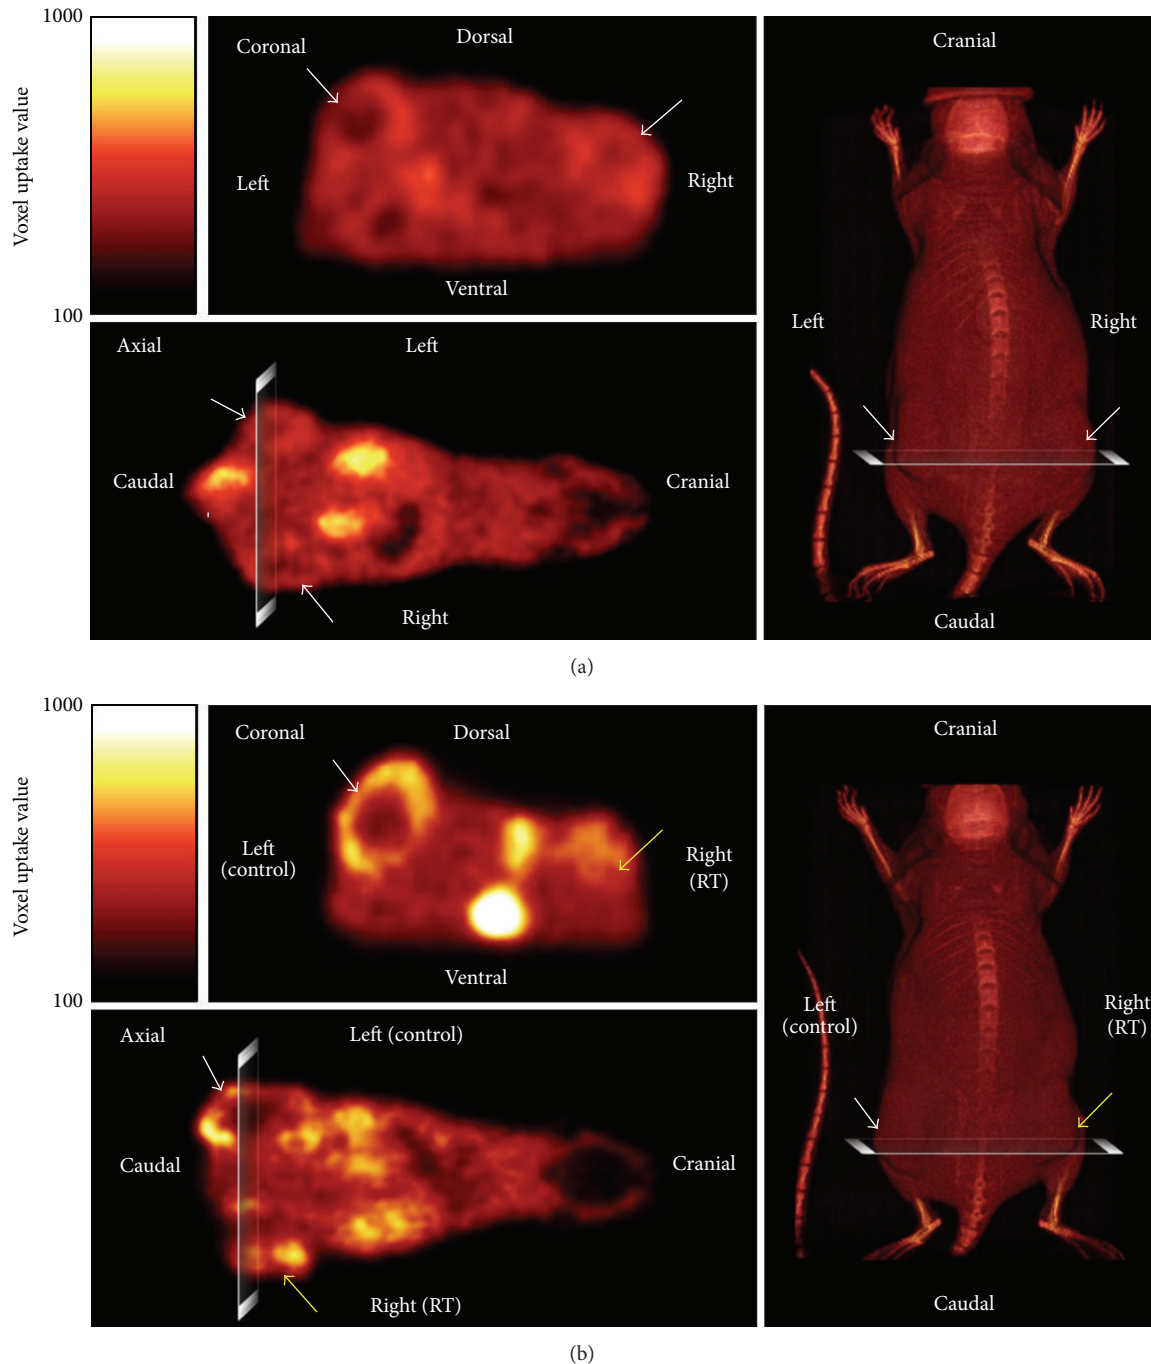 1000
Voxel uptake value
100
Coronal
Dorsal
Left
Right
Ventral
Axial
Left
Caudal
Cranial
Right
Cranial
Left
Right
Caudal
(a)
1000
Voxel uptake value
100
Coronal
Dorsal
Left
(control)
Right
(RT)
Ventral
Axial
Left (control)
Caudal
Cranial
Right (RT)
Cranial
Left
(control)
Right
(RT)
Caudal
(b)